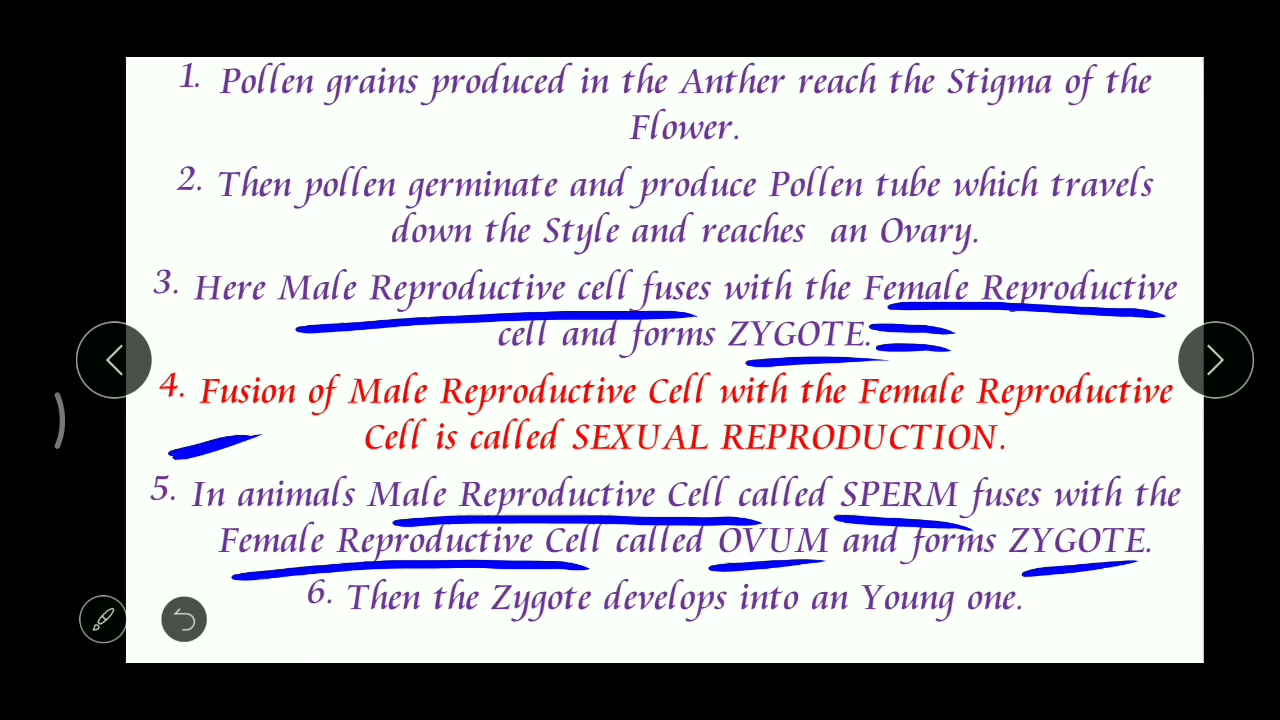 1. Pollen grains produced in the Anther reach the Stigma of the
Flower.
2. Then pollen germinate and produce Pollen tube which travels
down the Style and reaches an Ovary.
3. Here Male Reproductive cell fuses with the Female Reproductive
cell and forms ZYGOTE.
4. Fusion of Male Reproductive Cell with the Female Reproductive
Cell is called SEXUAL REPRODUCTION.
5. In animals Male Reproductive Cell called SPERM fuses with the
Female Reproductive Cell called OVUM and forms ZYGOTE.
6. Then the Zygote develops into an Young one.